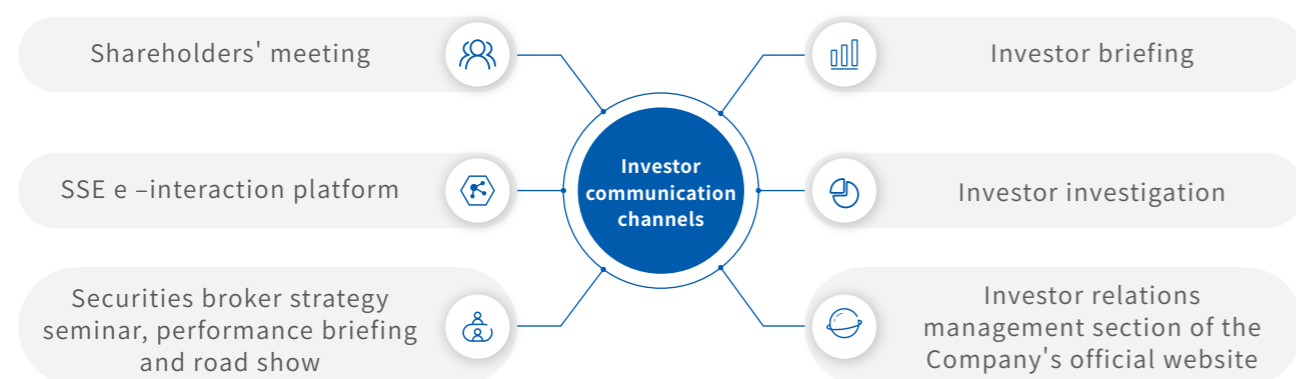 Shareholders' meeting
SSE e –interaction platform
Securities broker strategy
seminar, performance briefing
and road show
Investor
communication
channels
Investor briefing
Investor investigation
Investor relations
management section of the
Company's official website